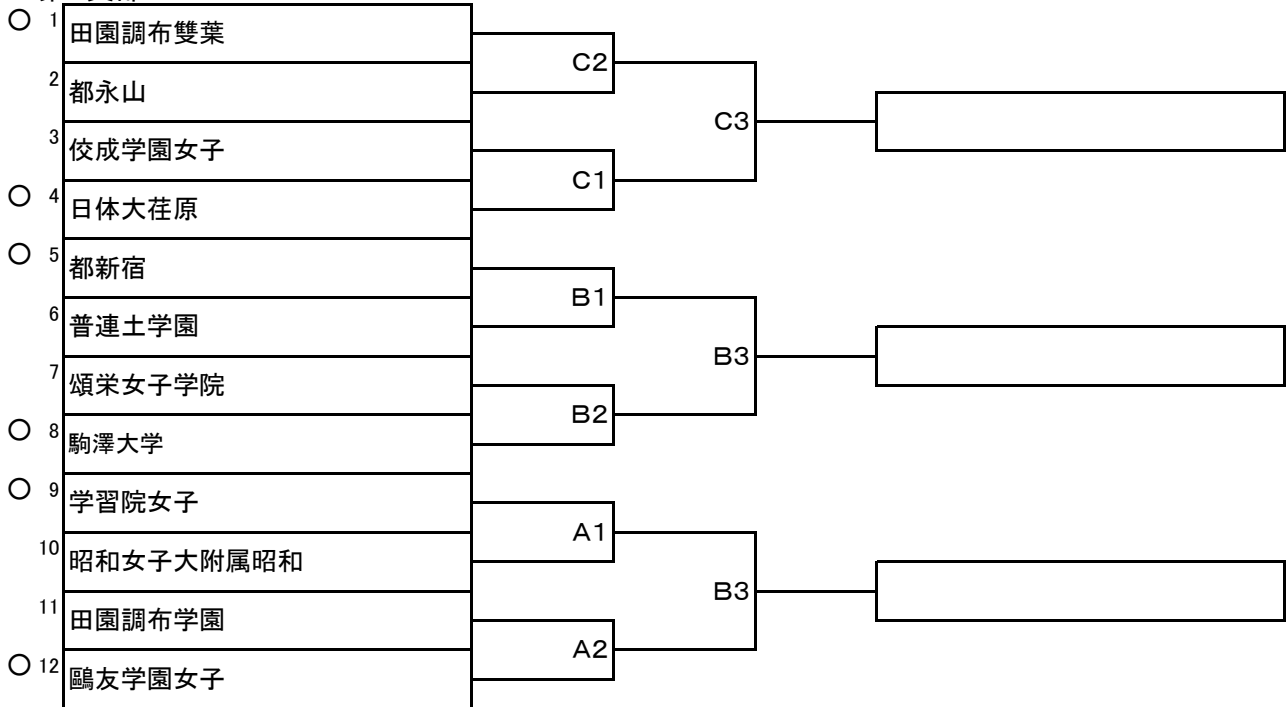 ○ 1 田園調布雙葉
C2
2 都永山
C3
3 佼成学園女子
C1
○ 4 日体大荏原
○ 5 都新宿
B1
6 普連土学園
B3
7 頌栄女子学院
B2
○ 8 駒澤大学
○ 9 学習院女子
A1
10 昭和女子大附属昭和
B3
11 田園調布学園
A2
○ 12 鷗友学園女子